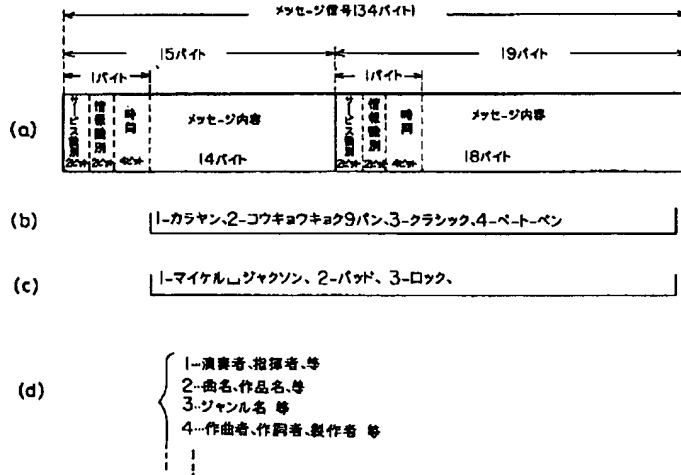 メッセージ信号(34バイト)
15バイト 19バイト
1バイト 1バイト
(a)
サービス識別 情報識別 時間 メッセージ内容 サービス識別 情報識別 時間 メッセージ内容
2ビット 2ビット 4ビット 14バイト 2ビット 2ビット 4ビット 18バイト
(b) 1-カラヤン、2-コウキョウキョク9バン、3-クラシック、4-ベートーベン
(c) 1-マイケル␣ジャクソン、2-バッド、3-ロック、
(d)
1…演奏者、指揮者、等
2…曲名、作品名、等
3…ジャンル名 等
4…作曲者、作詞者、製作者 等